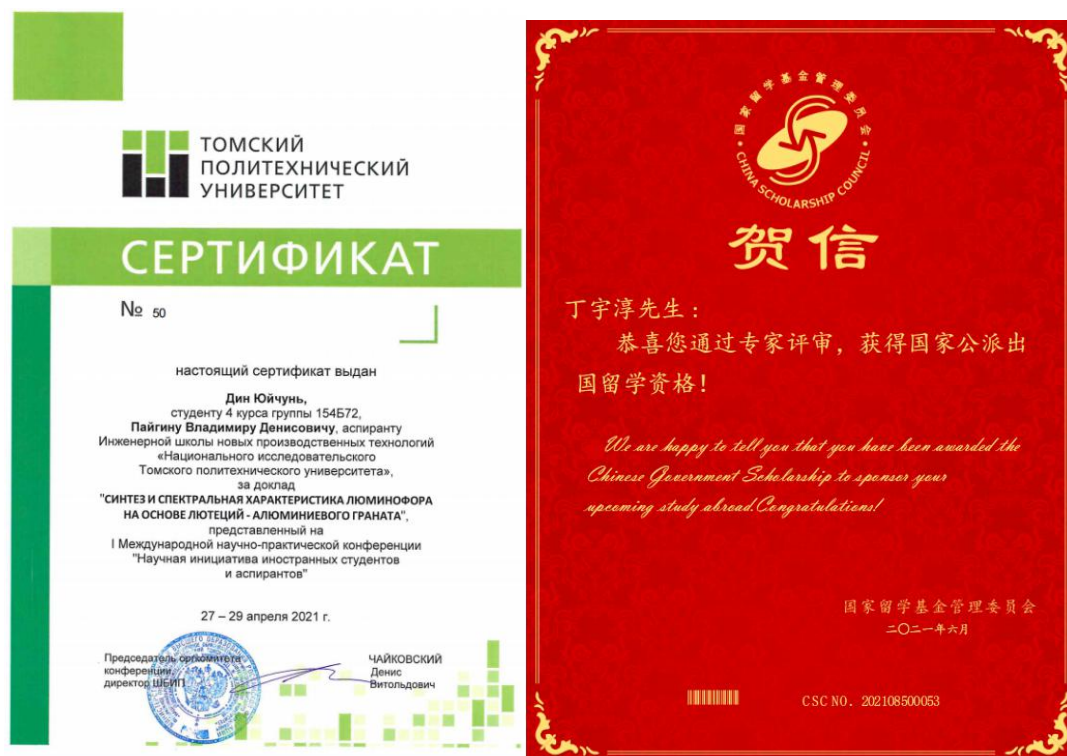 ТОМСКИЙ
ПОЛИТЕХНИЧЕСКИЙ
УНИВЕРСИТЕТ
СЕРТИФИКАТ
№ 50
настоящий сертификат выдан
Дин Юйчунь,
студенту 4 курса группы 154Б72,
Пайгину Владимиру Денисовичу, аспиранту
Инженерной школы новых производственных технологий
«Национального исследовательского
Томского политехнического университета»,
за доклад
"СИНТЕЗ И СПЕКТРАЛЬНАЯ ХАРАКТЕРИСТИКА ЛЮМИНОФОРА
НА ОСНОВЕ ЛЮТЕЦИЙ - АЛЮМИНИЕВОГО ГРАНАТА",
представленный на
I Международной научно-практической конференции
"Научная инициатива иностранных студентов
и аспирантов"
27 – 29 апреля 2021 г.
Председатель оргкомитета
конференции,
директор ШБИП
ЧАЙКОВСКИЙ
Денис
Витольдович
国家留学基金管理委员会
CHINA SCHOLARSHIP COUNCIL
贺信
丁宇淳先生：
恭喜您通过专家评审，获得国家公派出
国留学资格！
We are happy to tell you that you have been awarded the
Chinese Government Scholarship to sponsor your
upcoming study abroad.Congratulations!
国家留学基金管理委员会
二〇二一年六月
CSC NO. 202108500053